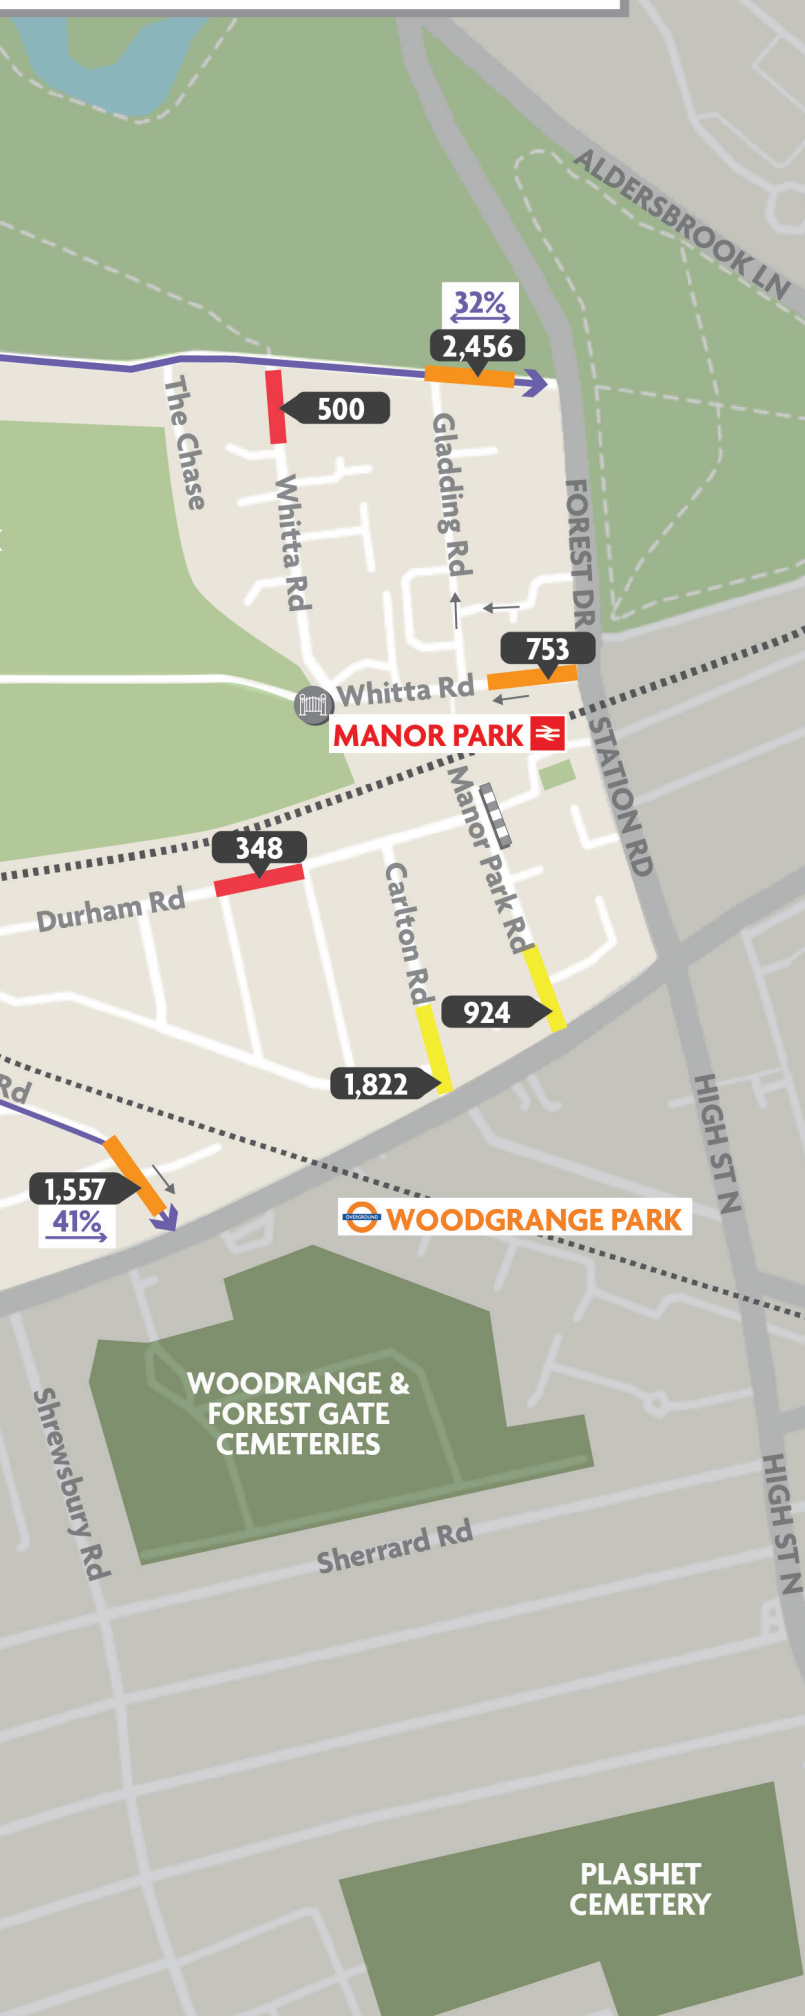 ALDERSBROOK LN
32%
2,456
The Chase
500
Gladding Rd
Whitta Rd
FOREST DR
753
Whitta Rd
MANOR PARK
STATION RD
Manor Park Rd
348
Durham Rd
Carlton Rd
924
1,822
Rd
HIGH ST N
1,557
41%
OVERGROUND
WOODGRANGE PARK
WOODRANGE &
FOREST GATE
CEMETERIES
Shrewsbury Rd
Sherrard Rd
HIGH ST N
PLASHET
CEMETERY